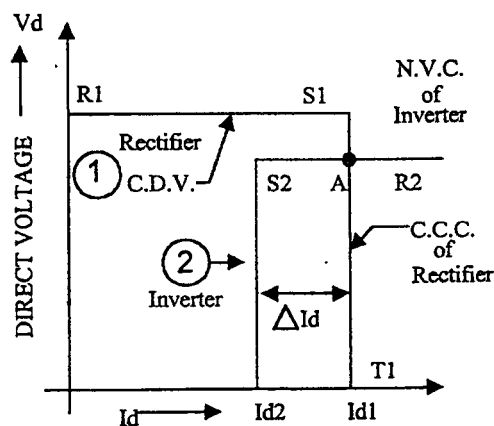 Vd
R1
S1
N.V.C.
of
Inverter
Rectifier
1
C.D.V.
S2
A
R2
DIRECT VOLTAGE
2
Inverter
C.C.C.
of
Rectifier
ΔId
T1
Id
Id2
Id1